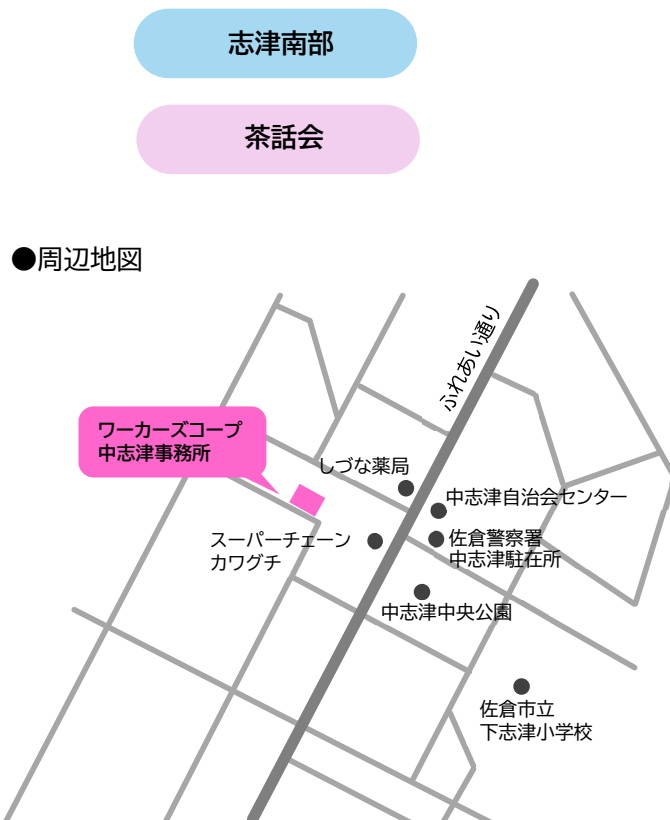 志津南部
茶話会
●周辺地図
ふれあい通り
ワーカーズコープ
中志津事務所
しづな薬局
中志津自治会センター
スーパーチェーン
カワグチ
佐倉警察署
中志津駐在所
中志津中央公園
佐倉市立
下志津小学校